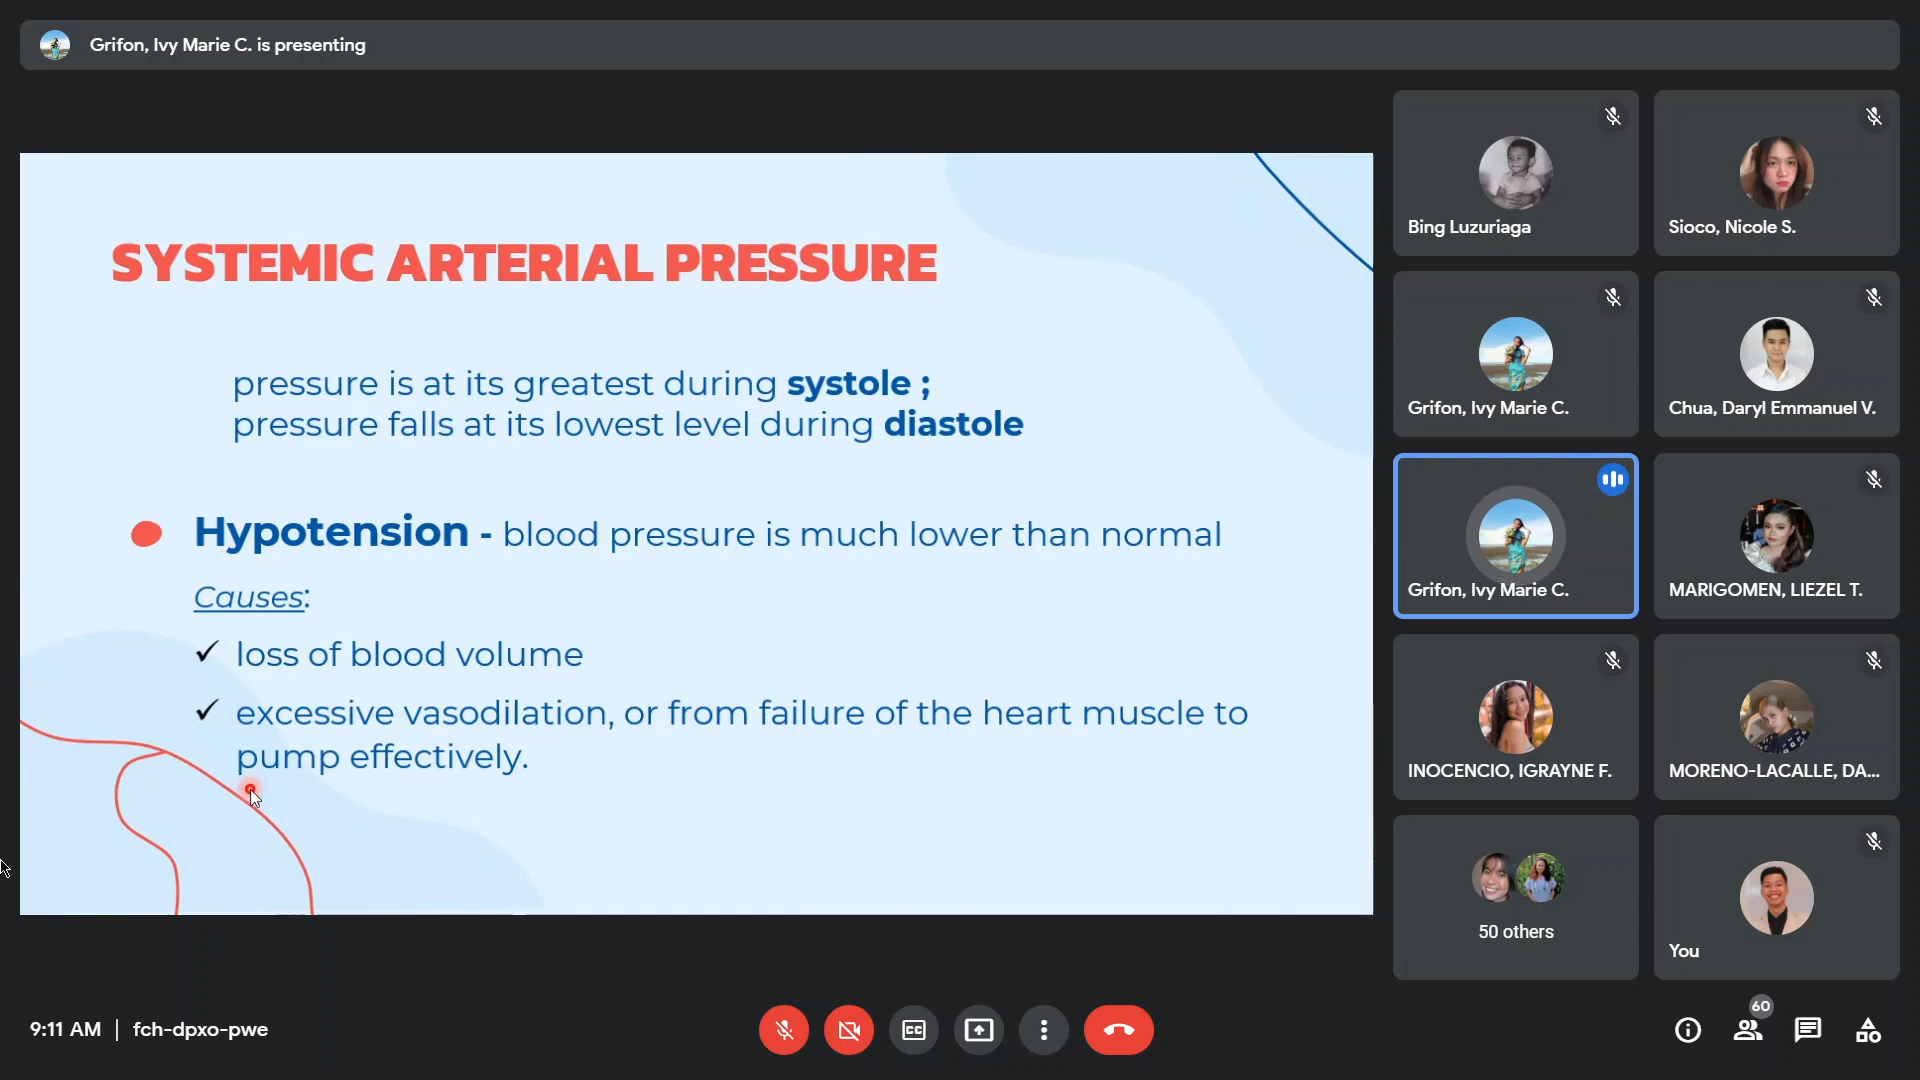 Grifon, Ivy Marie C. is presenting
SYSTEMIC ARTERIAL PRESSURE
pressure is at its greatest during systole ;
pressure falls at its lowest level during diastole
Hypotension - blood pressure is much lower than normal
Causes:
✓ loss of blood volume
✓ excessive vasodilation, or from failure of the heart muscle to
pump effectively.
Bing Luzuriaga
Sioco, Nicole S.
Grifon, Ivy Marie C.
Chua, Daryl Emmanuel V.
Grifon, Ivy Marie C.
MARIGOMEN, LIEZEL T.
INOCENCIO, IGRAYNE F.
MORENO-LACALLE, DA...
50 others
You
9:11 AM | fch-dpxo-pwe
CC
60